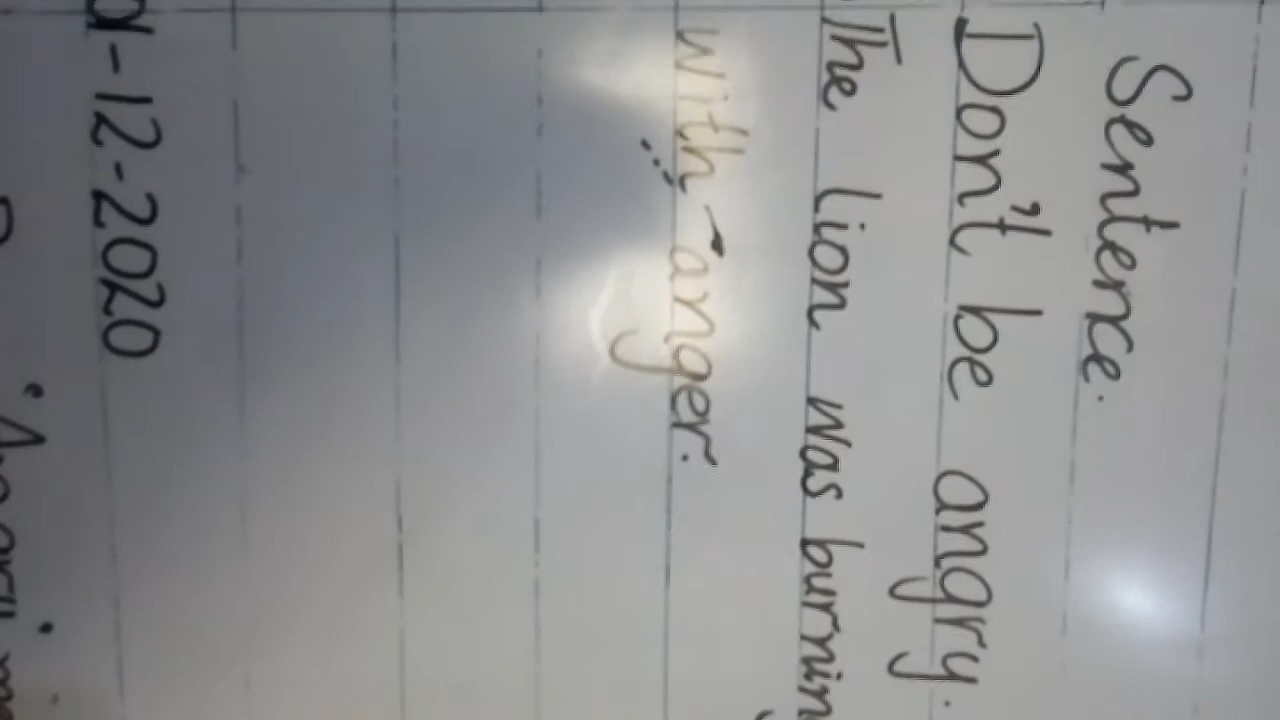 Sentence.
Don't be angry.
The Lion was burnin
with anger.
-12-2020